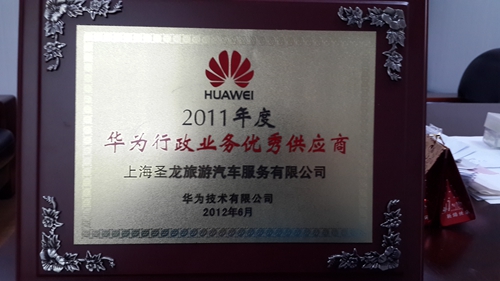 HUAWEI
2011年度
华为行政业务优秀供应商
上海圣龙旅游汽车服务有限公司
华为技术有限公司
2012年6月